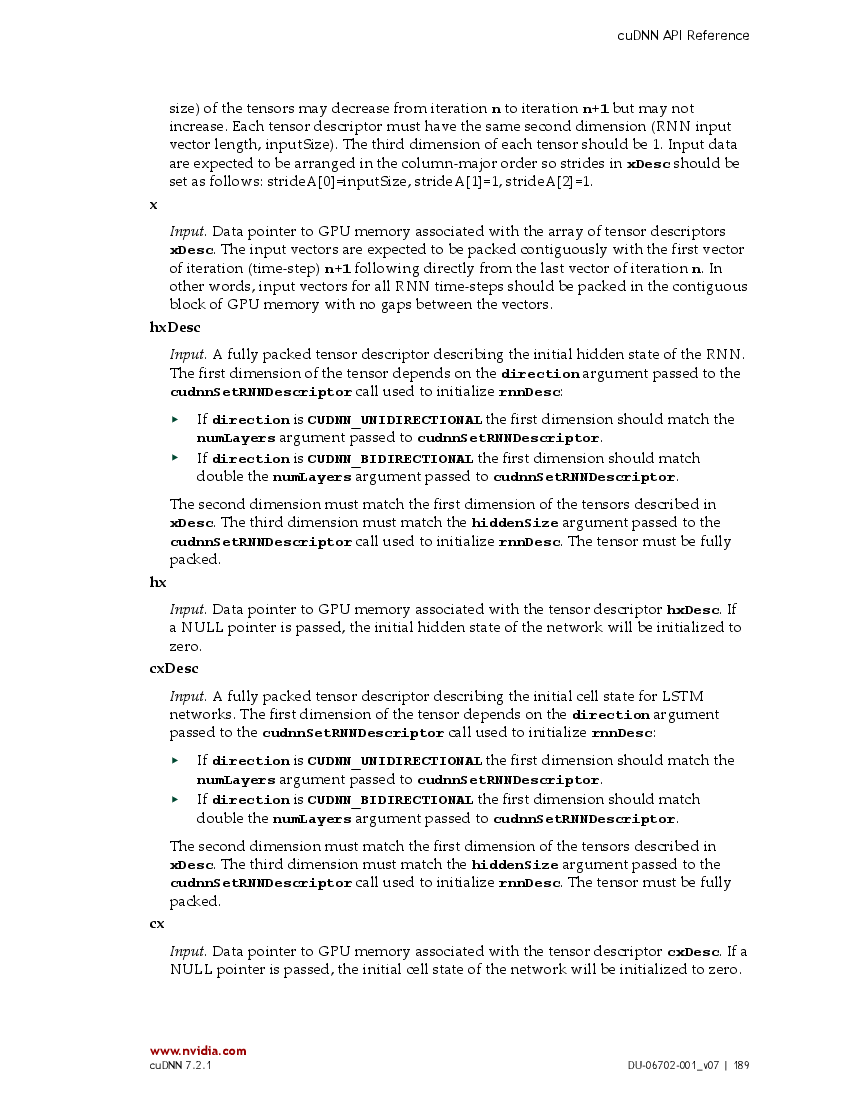 cuDNN API Reference
size) of the tensors may decrease from iteration n to iteration n+1 but may not
increase. Each tensor descriptor must have the same second dimension (RNN input
vector length, inputSize). The third dimension of each tensor should be 1. Input data
are expected to be arranged in the column-major order so strides in xDesc should be
set as follows: strideA[0]=inputSize, strideA[1]=1, strideA[2]=1.
x
Input. Data pointer to GPU memory associated with the array of tensor descriptors
xDesc. The input vectors are expected to be packed contiguously with the first vector
of iteration (time-step) n+1 following directly from the last vector of iteration n. In
other words, input vectors for all RNN time-steps should be packed in the contiguous
block of GPU memory with no gaps between the vectors.
hxDesc
Input. A fully packed tensor descriptor describing the initial hidden state of the RNN.
The first dimension of the tensor depends on the direction argument passed to the
cudnnSetRNNDescriptor call used to initialize rnnDesc:
▸ If direction is CUDNN_UNIDIRECTIONAL the first dimension should match the
numLayers argument passed to cudnnSetRNNDescriptor.
▸ If direction is CUDNN_BIDIRECTIONAL the first dimension should match
double the numLayers argument passed to cudnnSetRNNDescriptor.
The second dimension must match the first dimension of the tensors described in
xDesc. The third dimension must match the hiddenSize argument passed to the
cudnnSetRNNDescriptor call used to initialize rnnDesc. The tensor must be fully
packed.
hx
Input. Data pointer to GPU memory associated with the tensor descriptor hxDesc. If
a NULL pointer is passed, the initial hidden state of the network will be initialized to
zero.
cxDesc
Input. A fully packed tensor descriptor describing the initial cell state for LSTM
networks. The first dimension of the tensor depends on the direction argument
passed to the cudnnSetRNNDescriptor call used to initialize rnnDesc:
▸ If direction is CUDNN_UNIDIRECTIONAL the first dimension should match the
numLayers argument passed to cudnnSetRNNDescriptor.
▸ If direction is CUDNN_BIDIRECTIONAL the first dimension should match
double the numLayers argument passed to cudnnSetRNNDescriptor.
The second dimension must match the first dimension of the tensors described in
xDesc. The third dimension must match the hiddenSize argument passed to the
cudnnSetRNNDescriptor call used to initialize rnnDesc. The tensor must be fully
packed.
cx
Input. Data pointer to GPU memory associated with the tensor descriptor cxDesc. If a
NULL pointer is passed, the initial cell state of the network will be initialized to zero.
www.nvidia.com
cuDNN 7.2.1 DU-06702-001_v07 | 189